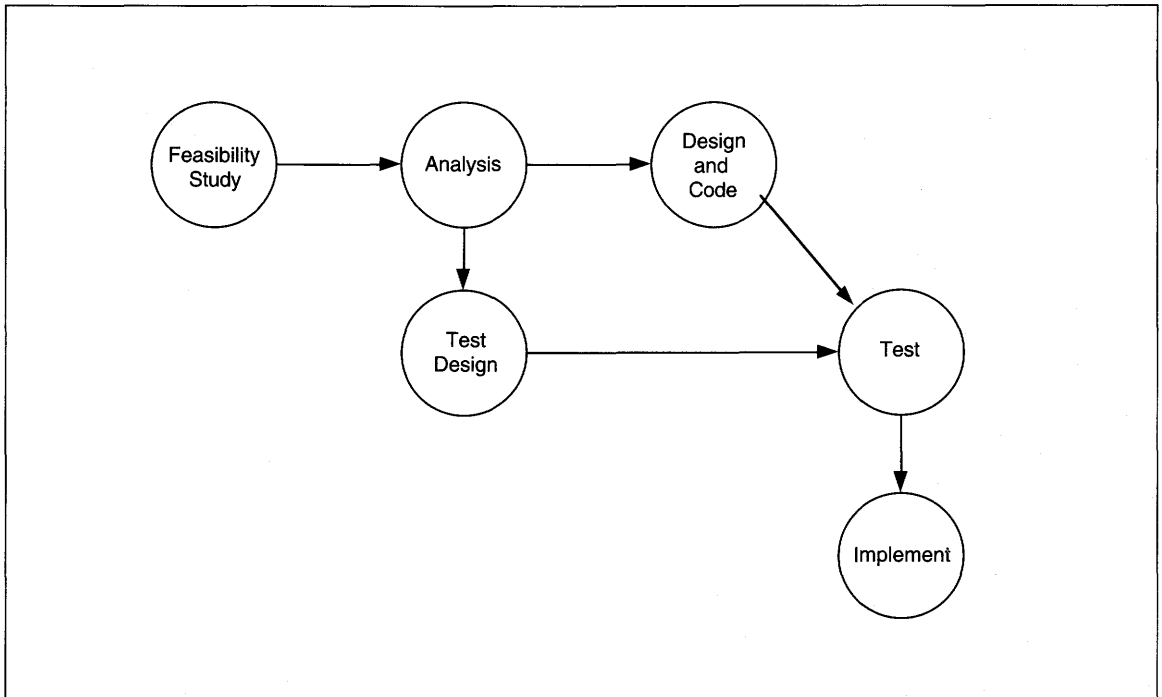 Feasibility
Study
Analysis
Design
and
Code
Test
Design
Test
Implement